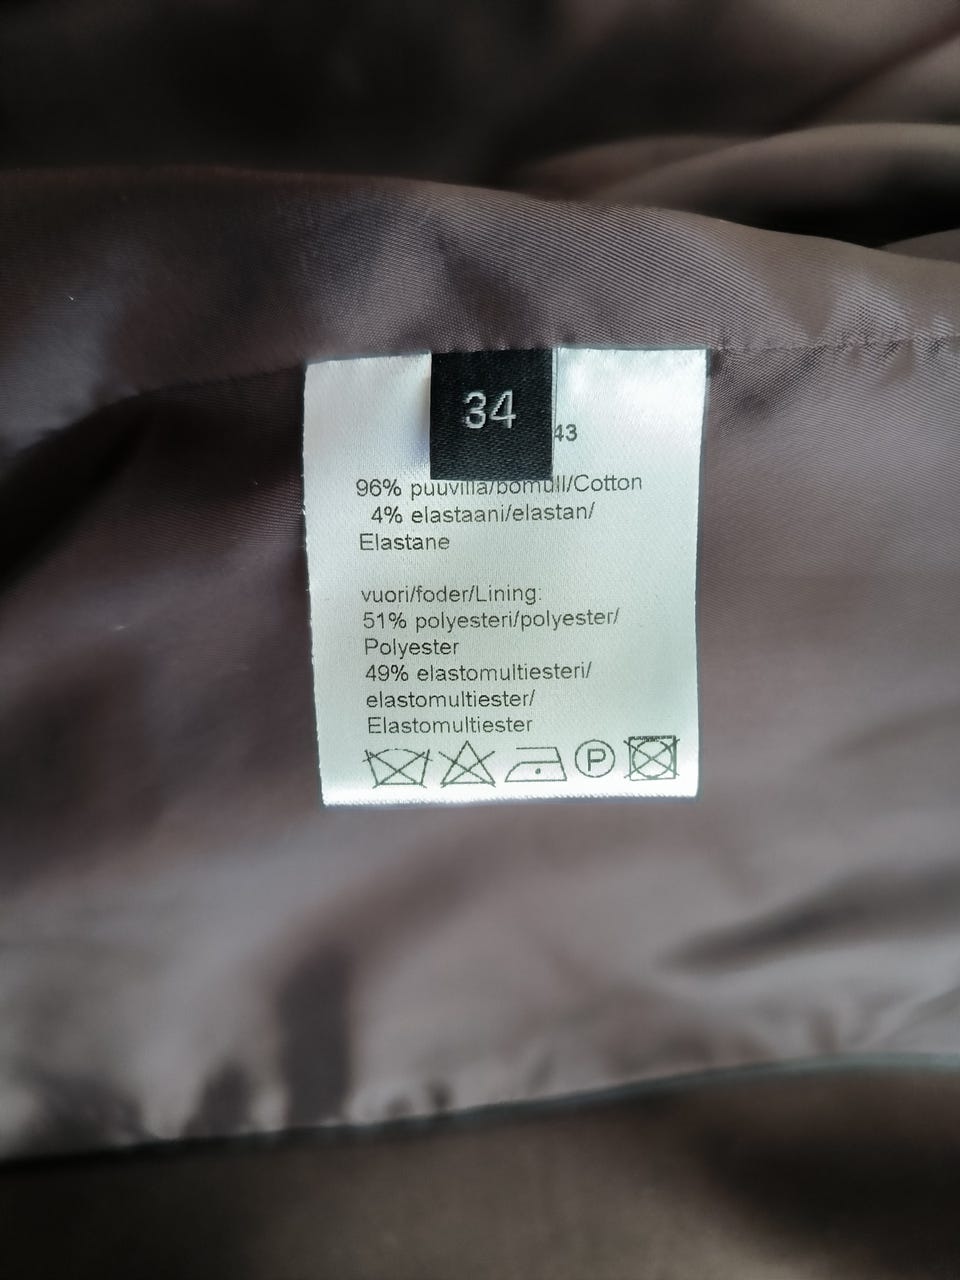 34
43
96% puuvilla/bomull/Cotton
4% elastaani/elastan/
Elastane
vuori/foder/Lining:
51% polyesteri/polyester/
Polyester
49% elastomultiesteri/
elastomultiester/
Elastomultiester
P